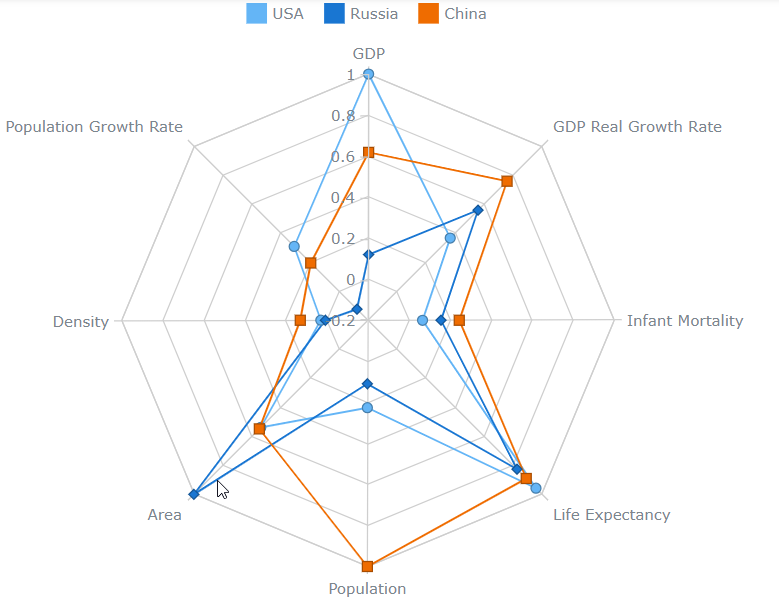 USA Russia China
GDP
1
Population Growth Rate
GDP Real Growth Rate
0.8
0.6
0.4
0.2
0
Density
-0.2
Infant Mortality
Area
Life Expectancy
Population